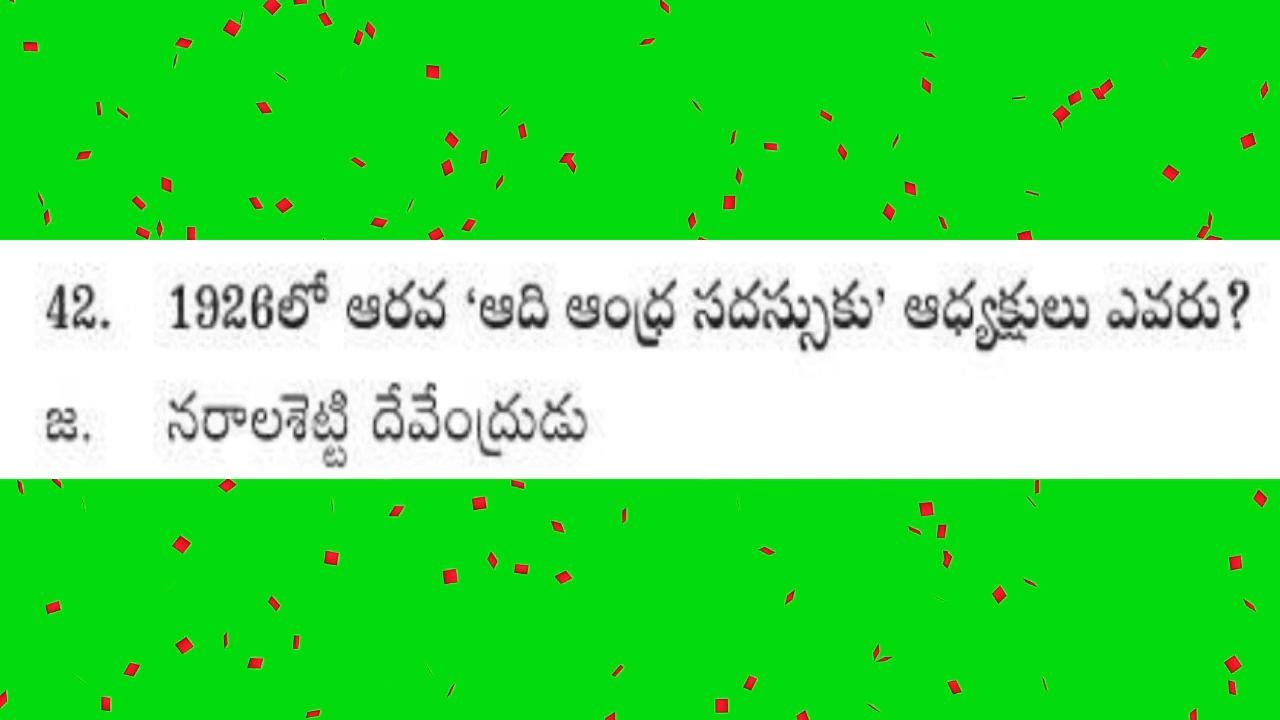 42. 1926లో ఆరవ ‘ఆది ఆంధ్ర సదస్సుకు’ ఆధ్యక్షులు ఎవరు?
జ. నరాలశెట్టి దేవేంద్రుడు